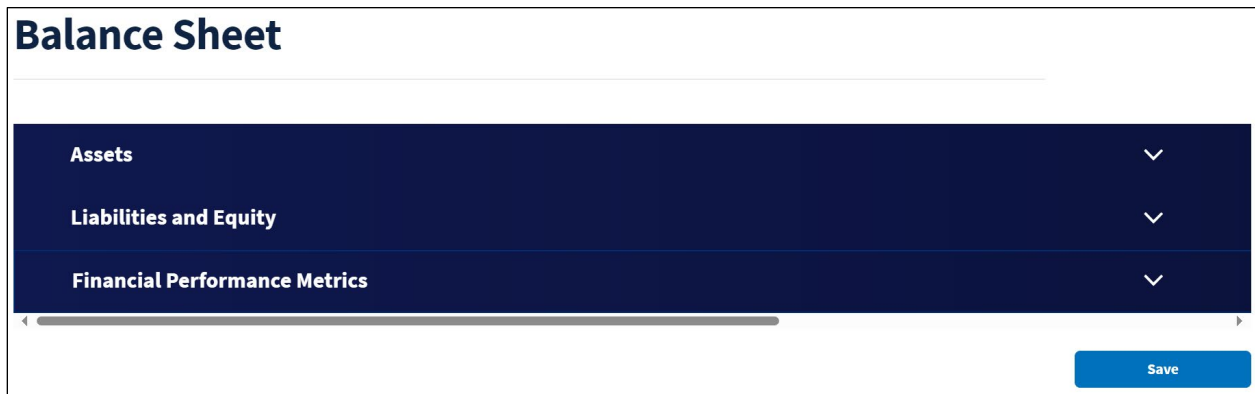 Balance Sheet
Assets
Liabilities and Equity
Financial Performance Metrics
Save